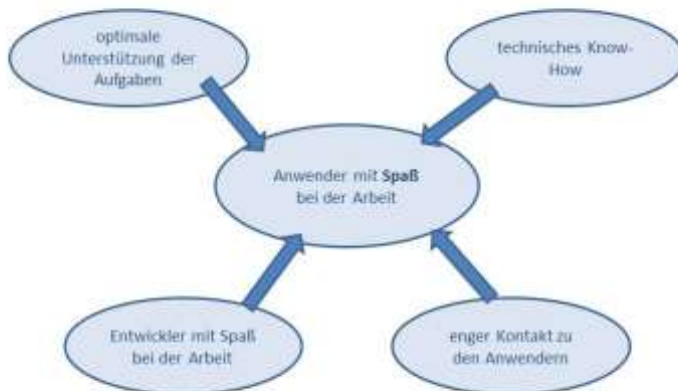 optimale
Unterstützung der
Aufgaben
technisches Know-
How
Anwender mit Spaß
bei der Arbeit
Entwickler mit Spaß
bei der Arbeit
enger Kontakt zu
den Anwendern